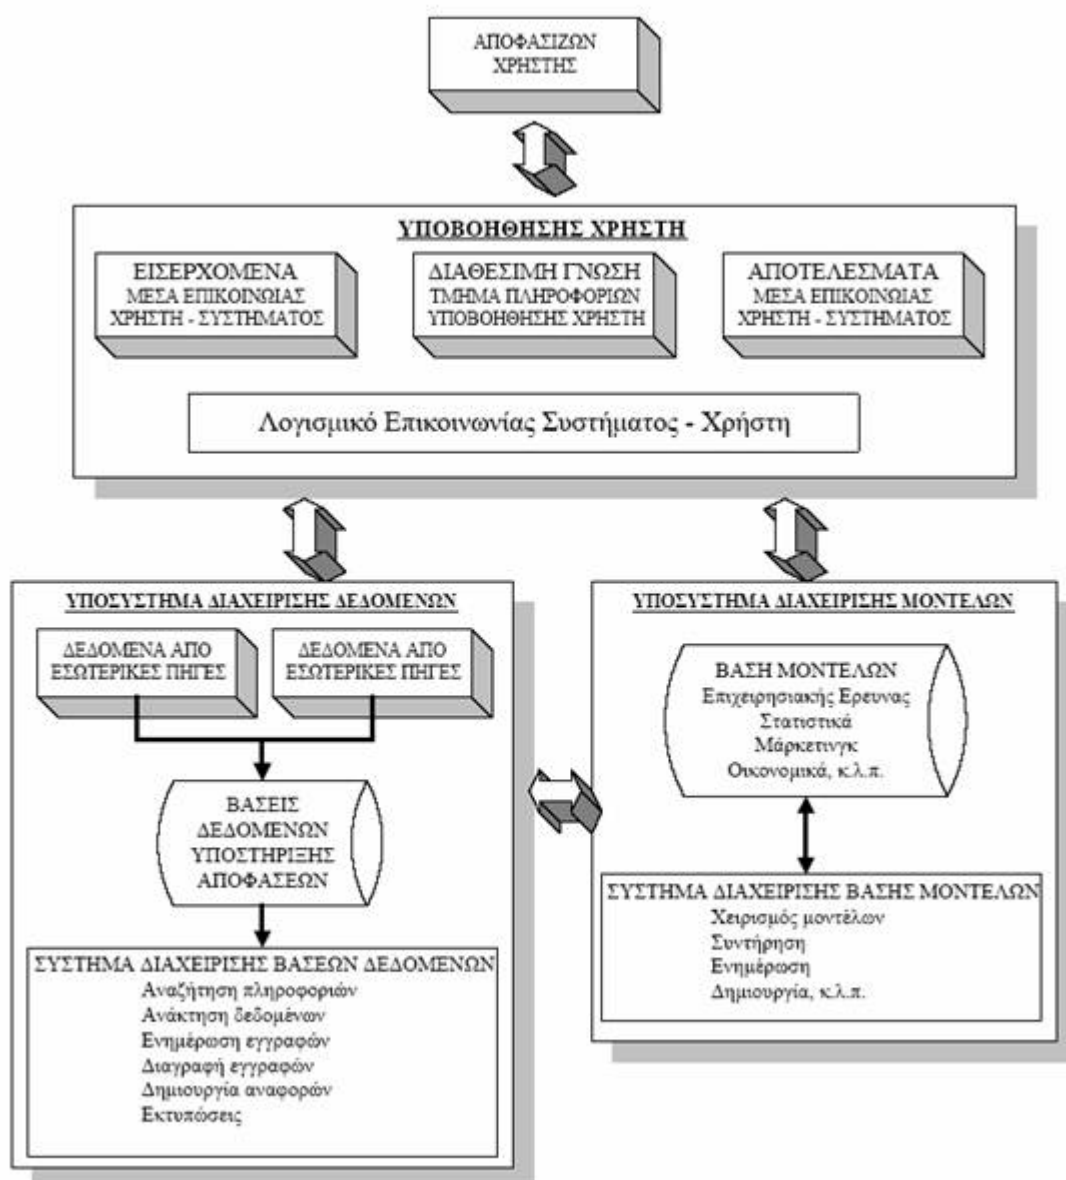 ΑΠΟΦΑΣΙΖΩΝ
ΧΡΗΣΤΗΣ
ΥΠΟΒΟΗΘΗΣΗΣ ΧΡΗΣΤΗ
ΕΙΣΕΡΧΟΜΕΝΑ
ΜΕΣΑ ΕΠΙΚΟΙΝΩΙΑΣ
ΧΡΗΣΤΗ - ΣΥΣΤΗΜΑΤΟΣ
ΔΙΑΘΕΣΙΜΗ ΓΝΩΣΗ
ΤΜΗΜΑ ΠΛΗΡΟΦΟΡΙΩΝ
ΥΠΟΒΟΗΘΗΣΗΣ ΧΡΗΣΤΗ
ΑΠΟΤΕΛΕΣΜΑΤΑ
ΜΕΣΑ ΕΠΙΚΟΙΝΩΙΑΣ
ΧΡΗΣΤΗ - ΣΥΣΤΗΜΑΤΟΣ
Λογισμικό Επικοινωνίας Συστήματος - Χρήστη
ΥΠΟΣΥΣΤΗΜΑ ΔΙΑΧΕΙΡΙΣΗΣ ΔΕΔΟΜΕΝΩΝ
ΔΕΔΟΜΕΝΑ ΑΠΟ
ΕΣΩΤΕΡΙΚΕΣ ΠΗΓΕΣ
ΔΕΔΟΜΕΝΑ ΑΠΟ
ΕΣΩΤΕΡΙΚΕΣ ΠΗΓΕΣ
ΒΑΣΕΙΣ
ΔΕΔΟΜΕΝΩΝ
ΥΠΟΣΤΗΡΙΞΗΣ
ΑΠΟΦΑΣΕΩΝ
ΣΥΣΤΗΜΑ ΔΙΑΧΕΙΡΙΣΗΣ ΒΑΣΕΩΝ ΔΕΔΟΜΕΝΩΝ
Αναζήτηση πληροφοριών
Ανάκτηση δεδομένων
Ενημέρωση εγγραφών
Διαγραφή εγγραφών
Δημιουργία αναφορών
Εκτυπώσεις
ΥΠΟΣΥΣΤΗΜΑ ΔΙΑΧΕΙΡΙΣΗΣ ΜΟΝΤΕΛΩΝ
ΒΑΣΗ ΜΟΝΤΕΛΩΝ
Επιχειρησιακής Ερευνας
Στατιστικά
Μάρκετινγκ
Οικονομικά, κ.λ.π.
ΣΥΣΤΗΜΑ ΔΙΑΧΕΙΡΙΣΗΣ ΒΑΣΗΣ ΜΟΝΤΕΛΩΝ
Χειρισμός μοντέλων
Συντήρηση
Ενημέρωση
Δημιουργία, κ.λ.π.